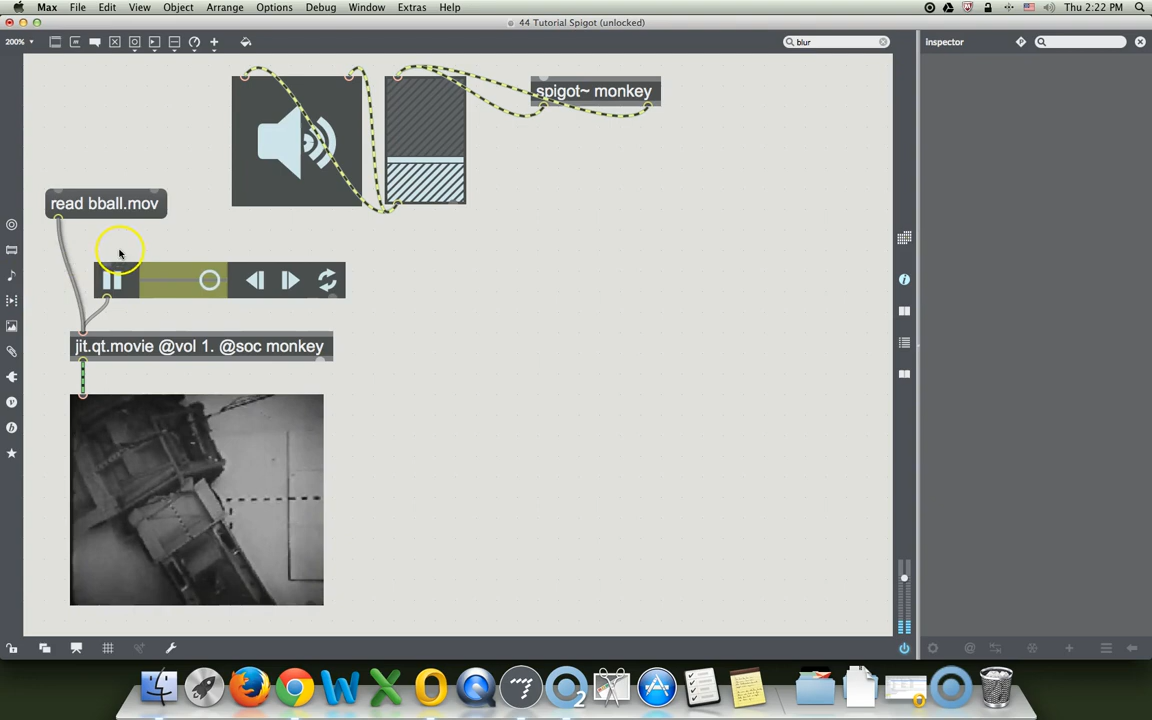 Max File Edit View Object Arrange Options Debug Window Extras Help
Thu 2:22 PM
44 Tutorial Spigot (unlocked)
200%
blur
inspector
spigot~ monkey
read bball.mov
jit.qt.movie @vol 1. @soc monkey
2